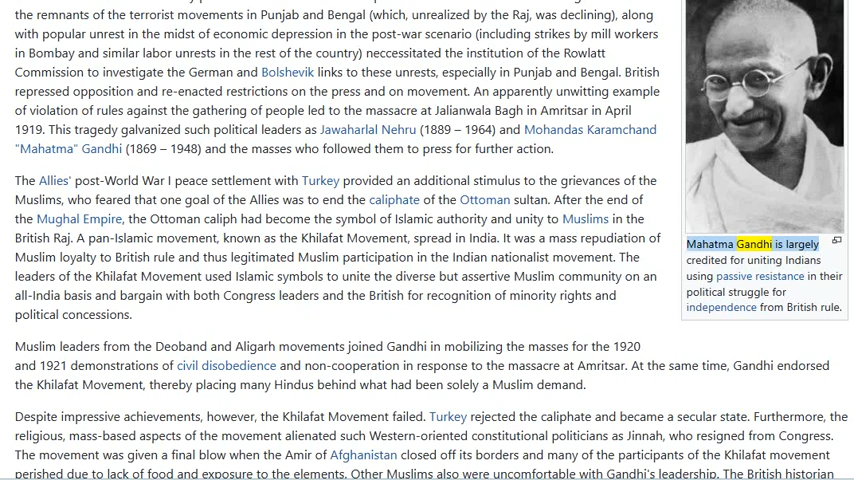 the remnants of the terrorist movements in Punjab and Bengal (which, unrealized by the Raj, was declining), along
with popular unrest in the midst of economic depression in the post-war scenario (including strikes by mill workers
in Bombay and similar labor unrests in the rest of the country) neccessitated the institution of the Rowlatt
Commission to investigate the German and Bolshevik links to these unrests, especially in Punjab and Bengal. British
repressed opposition and re-enacted restrictions on the press and on movement. An apparently unwitting example
of violation of rules against the gathering of people led to the massacre at Jalianwala Bagh in Amritsar in April
1919. This tragedy galvanized such political leaders as Jawaharlal Nehru (1889 – 1964) and Mohandas Karamchand
"Mahatma" Gandhi (1869 – 1948) and the masses who followed them to press for further action.
The Allies' post-World War I peace settlement with Turkey provided an additional stimulus to the grievances of the
Muslims, who feared that one goal of the Allies was to end the caliphate of the Ottoman sultan. After the end of
the Mughal Empire, the Ottoman caliph had become the symbol of Islamic authority and unity to Muslims in the
British Raj. A pan-Islamic movement, known as the Khilafat Movement, spread in India. It was a mass repudiation of
Muslim loyalty to British rule and thus legitimated Muslim participation in the Indian nationalist movement. The
leaders of the Khilafat Movement used Islamic symbols to unite the diverse but assertive Muslim community on an
all-India basis and bargain with both Congress leaders and the British for recognition of minority rights and
political concessions.
Mahatma Gandhi is largely
credited for uniting Indians
using passive resistance in their
political struggle for
independence from British rule.
Muslim leaders from the Deoband and Aligarh movements joined Gandhi in mobilizing the masses for the 1920
and 1921 demonstrations of civil disobedience and non-cooperation in response to the massacre at Amritsar. At the same time, Gandhi endorsed
the Khilafat Movement, thereby placing many Hindus behind what had been solely a Muslim demand.
Despite impressive achievements, however, the Khilafat Movement failed. Turkey rejected the caliphate and became a secular state. Furthermore, the
religious, mass-based aspects of the movement alienated such Western-oriented constitutional politicians as Jinnah, who resigned from Congress.
The movement was given a final blow when the Amir of Afghanistan closed off its borders and many of the participants of the Khilafat movement
perished due to lack of food and exposure to the elements. Other Muslims also were uncomfortable with Gandhi's leadership. The British historian